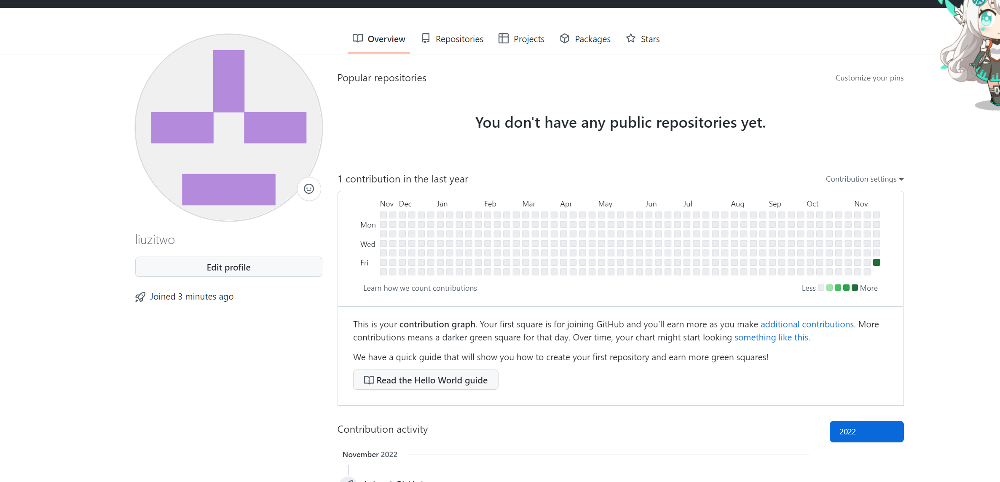 Overview Repositories Projects Packages Stars
Popular repositories
Customize your pins
You don't have any public repositories yet.
liuzitwo
Edit profile
Joined 3 minutes ago
1 contribution in the last year
Contribution settings
Nov Dec Jan Feb Mar Apr May Jun Jul Aug Sep Oct Nov
Mon
Wed
Fri
Learn how we count contributions
Less More
This is your contribution graph. Your first square is for joining GitHub and you’ll earn more as you make additional contributions. More
contributions means a darker green square for that day. Over time, your chart might start looking something like this.
We have a quick guide that will show you how to create your first repository and earn more green squares!
Read the Hello World guide
Contribution activity
2022
November 2022